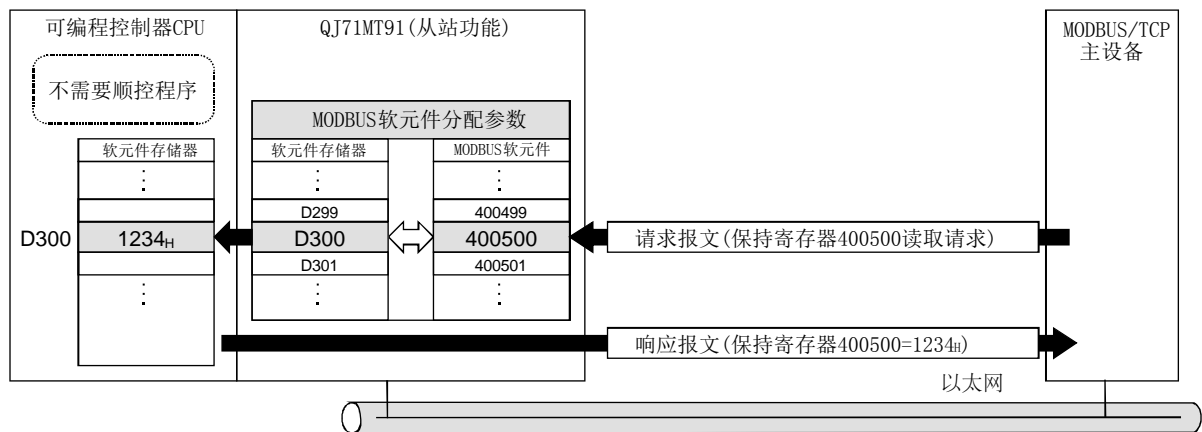 可编程控制器CPU
QJ71MT91(从站功能)
MODBUS/TCP
主设备
不需要顺控程序
MODBUS软元件分配参数
软元件存储器
软元件存储器
MODBUS软元件
D299
400499
D300
1234H
D300
400500
请求报文(保持寄存器400500读取请求)
D301
400501
响应报文(保持寄存器400500=1234H)
以太网